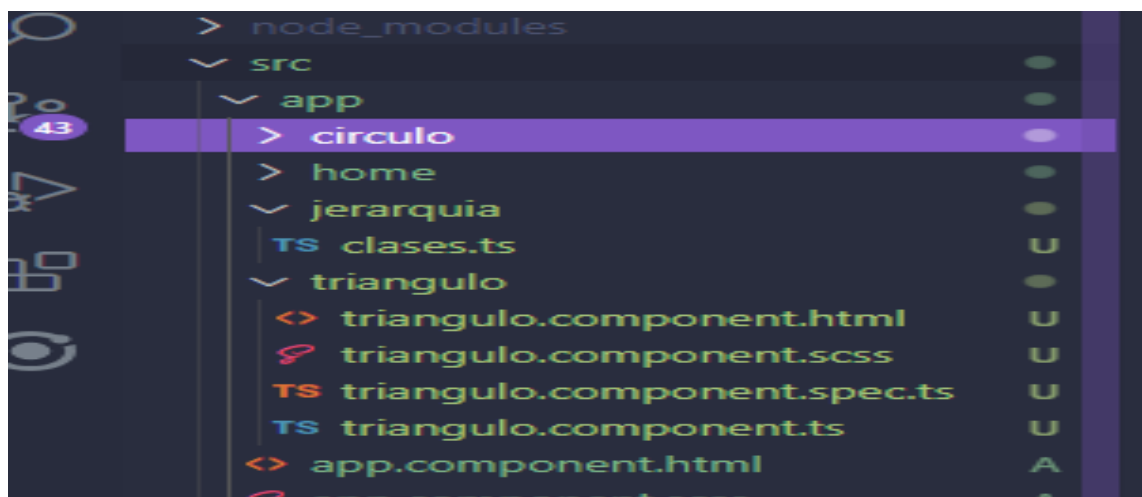 node_modules
src
app
43
circulo
home
jerarquia
TS clases.ts U
triangulo
<> triangulo.component.html U
triangulo.component.scss U
TS triangulo.component.spec.ts U
TS triangulo.component.ts U
<> app.component.html A